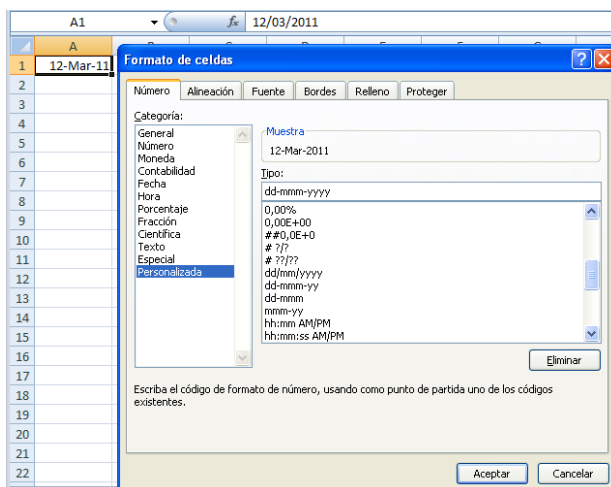 A1 fx 12/03/2011
A
1 12-Mar-11
2
3
4
5
6
7
8
9
10
11
12
13
14
15
16
17
18
19
20
21
22
Formato de celdas
Número Alineación Fuente Bordes Relleno Proteger
Categoría:
General
Número
Moneda
Contabilidad
Fecha
Hora
Porcentaje
Fracción
Científica
Texto
Especial
Personalizada
Muestra
12-Mar-2011
Tipo:
dd-mmm-yyyy
0,00%
0,00E+00
##0,0E+0
# ?/?
# ??/??
dd/mm/yyyy
dd-mmm-yy
dd-mmm
mmm-yy
hh:mm AM/PM
hh:mm:ss AM/PM
Eliminar
Escriba el código de formato de número, usando como punto de partida uno de los códigos
existentes.
Aceptar Cancelar